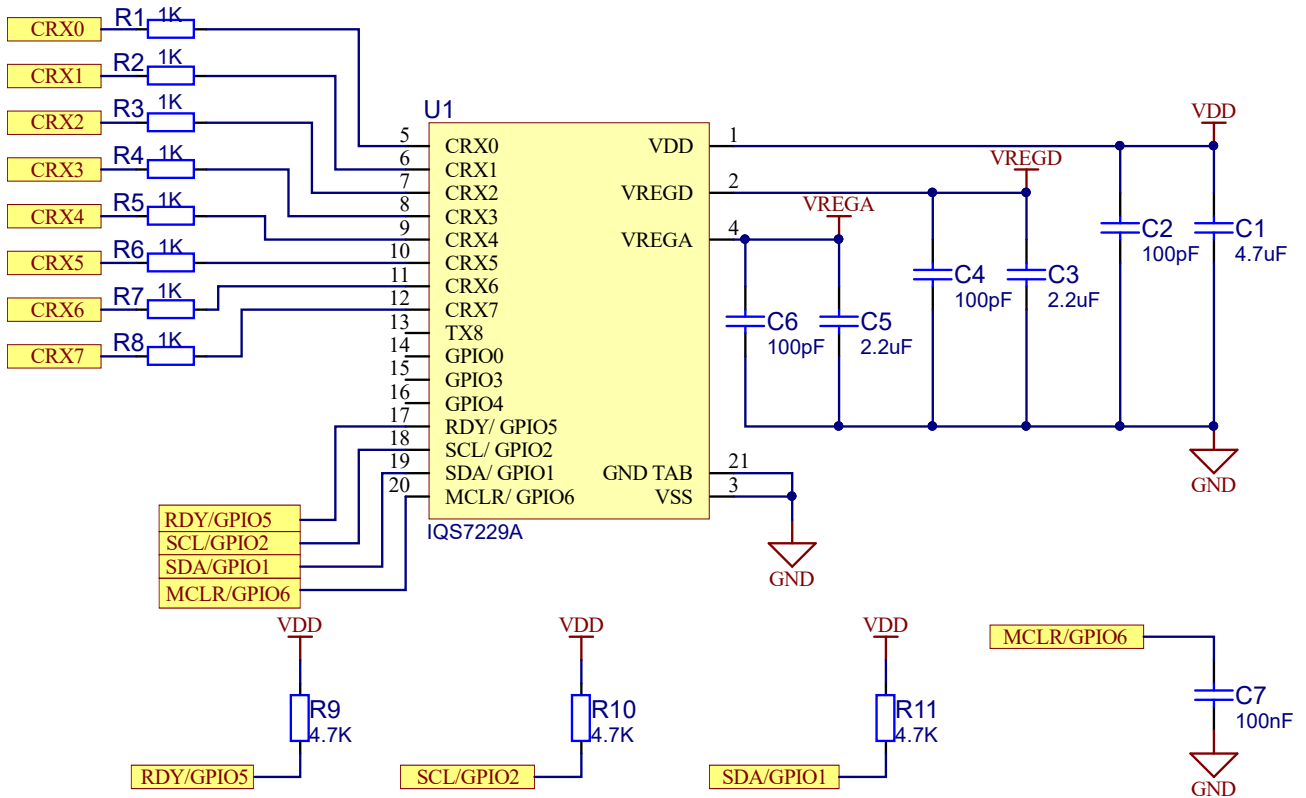 CRX0 R1 1K
CRX1 R2 1K
CRX2 R3 1K
CRX3 R4 1K
CRX4 R5 1K
CRX5 R6 1K
CRX6 R7 1K
CRX7 R8 1K
U1
5 CRX0 VDD 1
6 CRX1
7 CRX2 VREGD 2
8 CRX3
9 CRX4 VREGA 4
10 CRX5
11 CRX6
12 CRX7
13 TX8
14 GPIO0
15 GPIO3
16 GPIO4
17 RDY/ GPIO5
18 SCL/ GPIO2
19 SDA/ GPIO1 GND TAB 21
20 MCLR/ GPIO6 VSS 3
IQS7229A
VDD
VREGD
VREGA
C2
100pF
C1
4.7uF
C4
100pF
C3
2.2uF
C6
100pF
C5
2.2uF
GND
GND
RDY/GPIO5
SCL/GPIO2
SDA/GPIO1
MCLR/GPIO6
VDD
R9
4.7K
RDY/GPIO5
VDD
R10
4.7K
SCL/GPIO2
VDD
R11
4.7K
SDA/GPIO1
MCLR/GPIO6
C7
100nF
GND